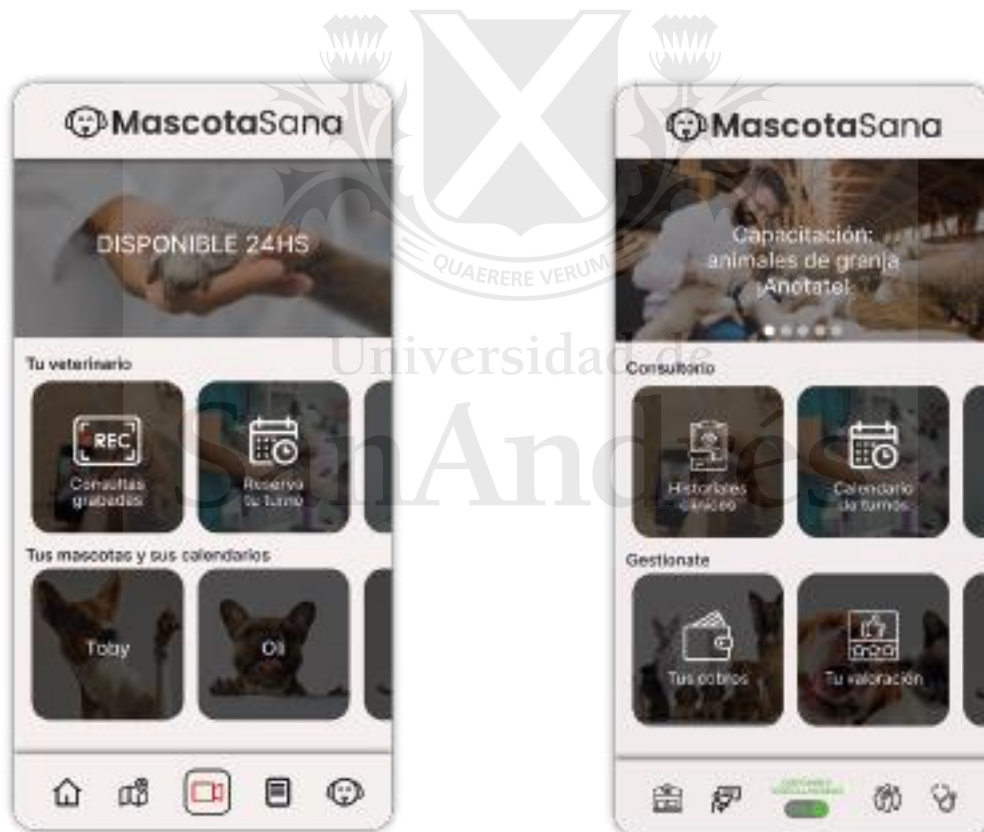 MascotaSana
DISPONIBLE 24HS
Tu veterinario
REC
Consultas
grabadas
Reserva
tu turno
Tus mascotas y sus calendarios
Toby
Oli
MascotaSana
Capacitación:
animales de granja
¡Anotate!
Consultorio
Historiales
clínicos
Calendario
de turnos
Gestionate
Tus cobros
Tu valoración
QUAERERE VERUM
Universidad de
SanAndrés